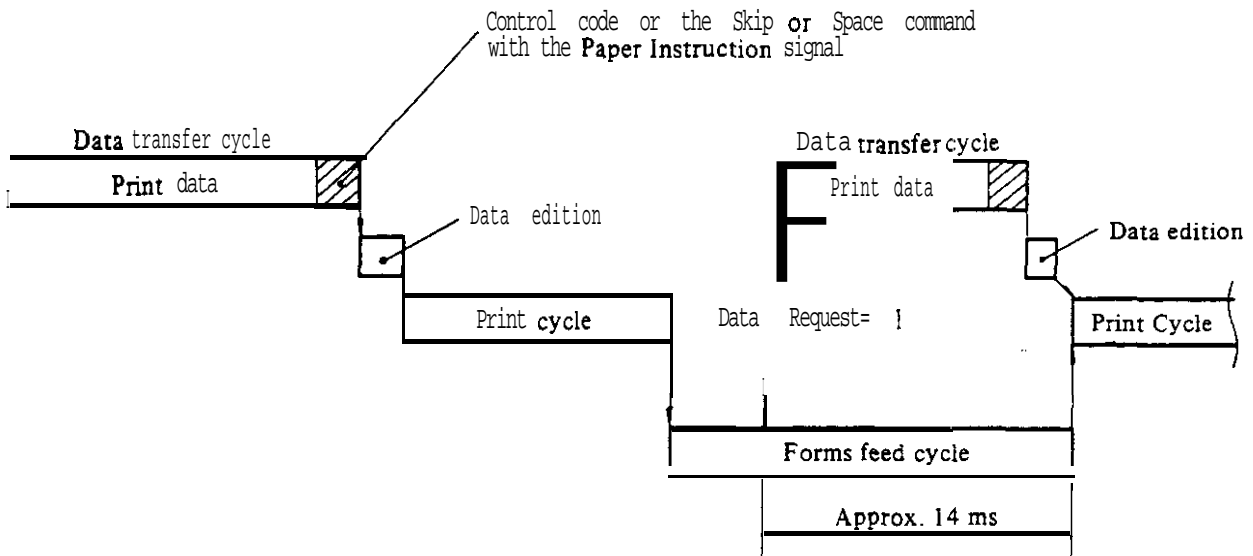 Control code or the Skip or Space command
with the Paper Instruction signal
Data transfer cycle
Print data
Data edition
Print cycle
Data transfer cycle
Print data
Data edition
Data Request= 1
Print Cycle
Forms feed cycle
Approx. 14 ms